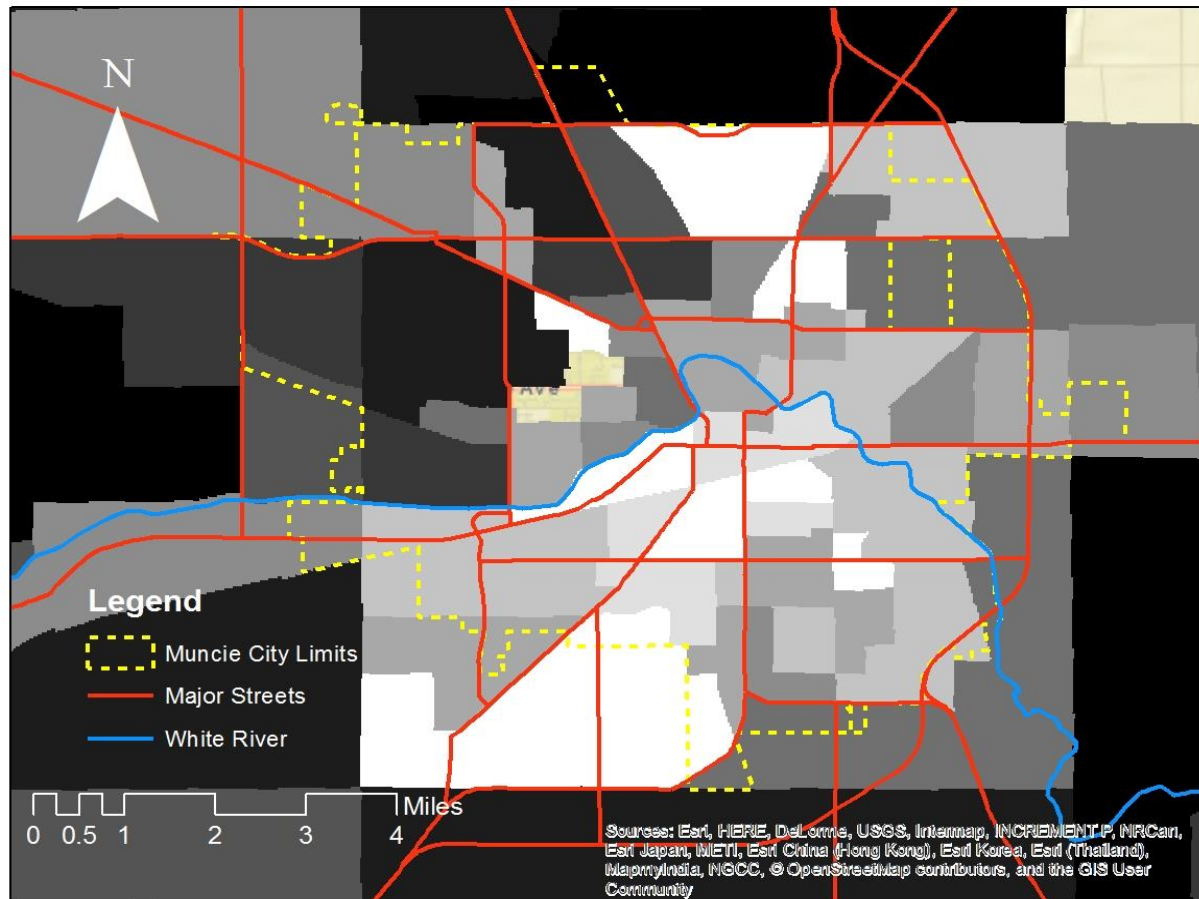 N
Ave
Legend
Muncie City Limits
Major Streets
White River
Miles
0 0.5 1 2 3 4
Sources: Esri, HERE, DeLorme, USGS, Intermap, INCREMENT P, NRCan,
Esri Japan, METI, Esri China (Hong Kong), Esri Korea, Esri (Thailand),
MapmyIndia, NGCC, © OpenStreetMap contributors, and the GIS User
Community